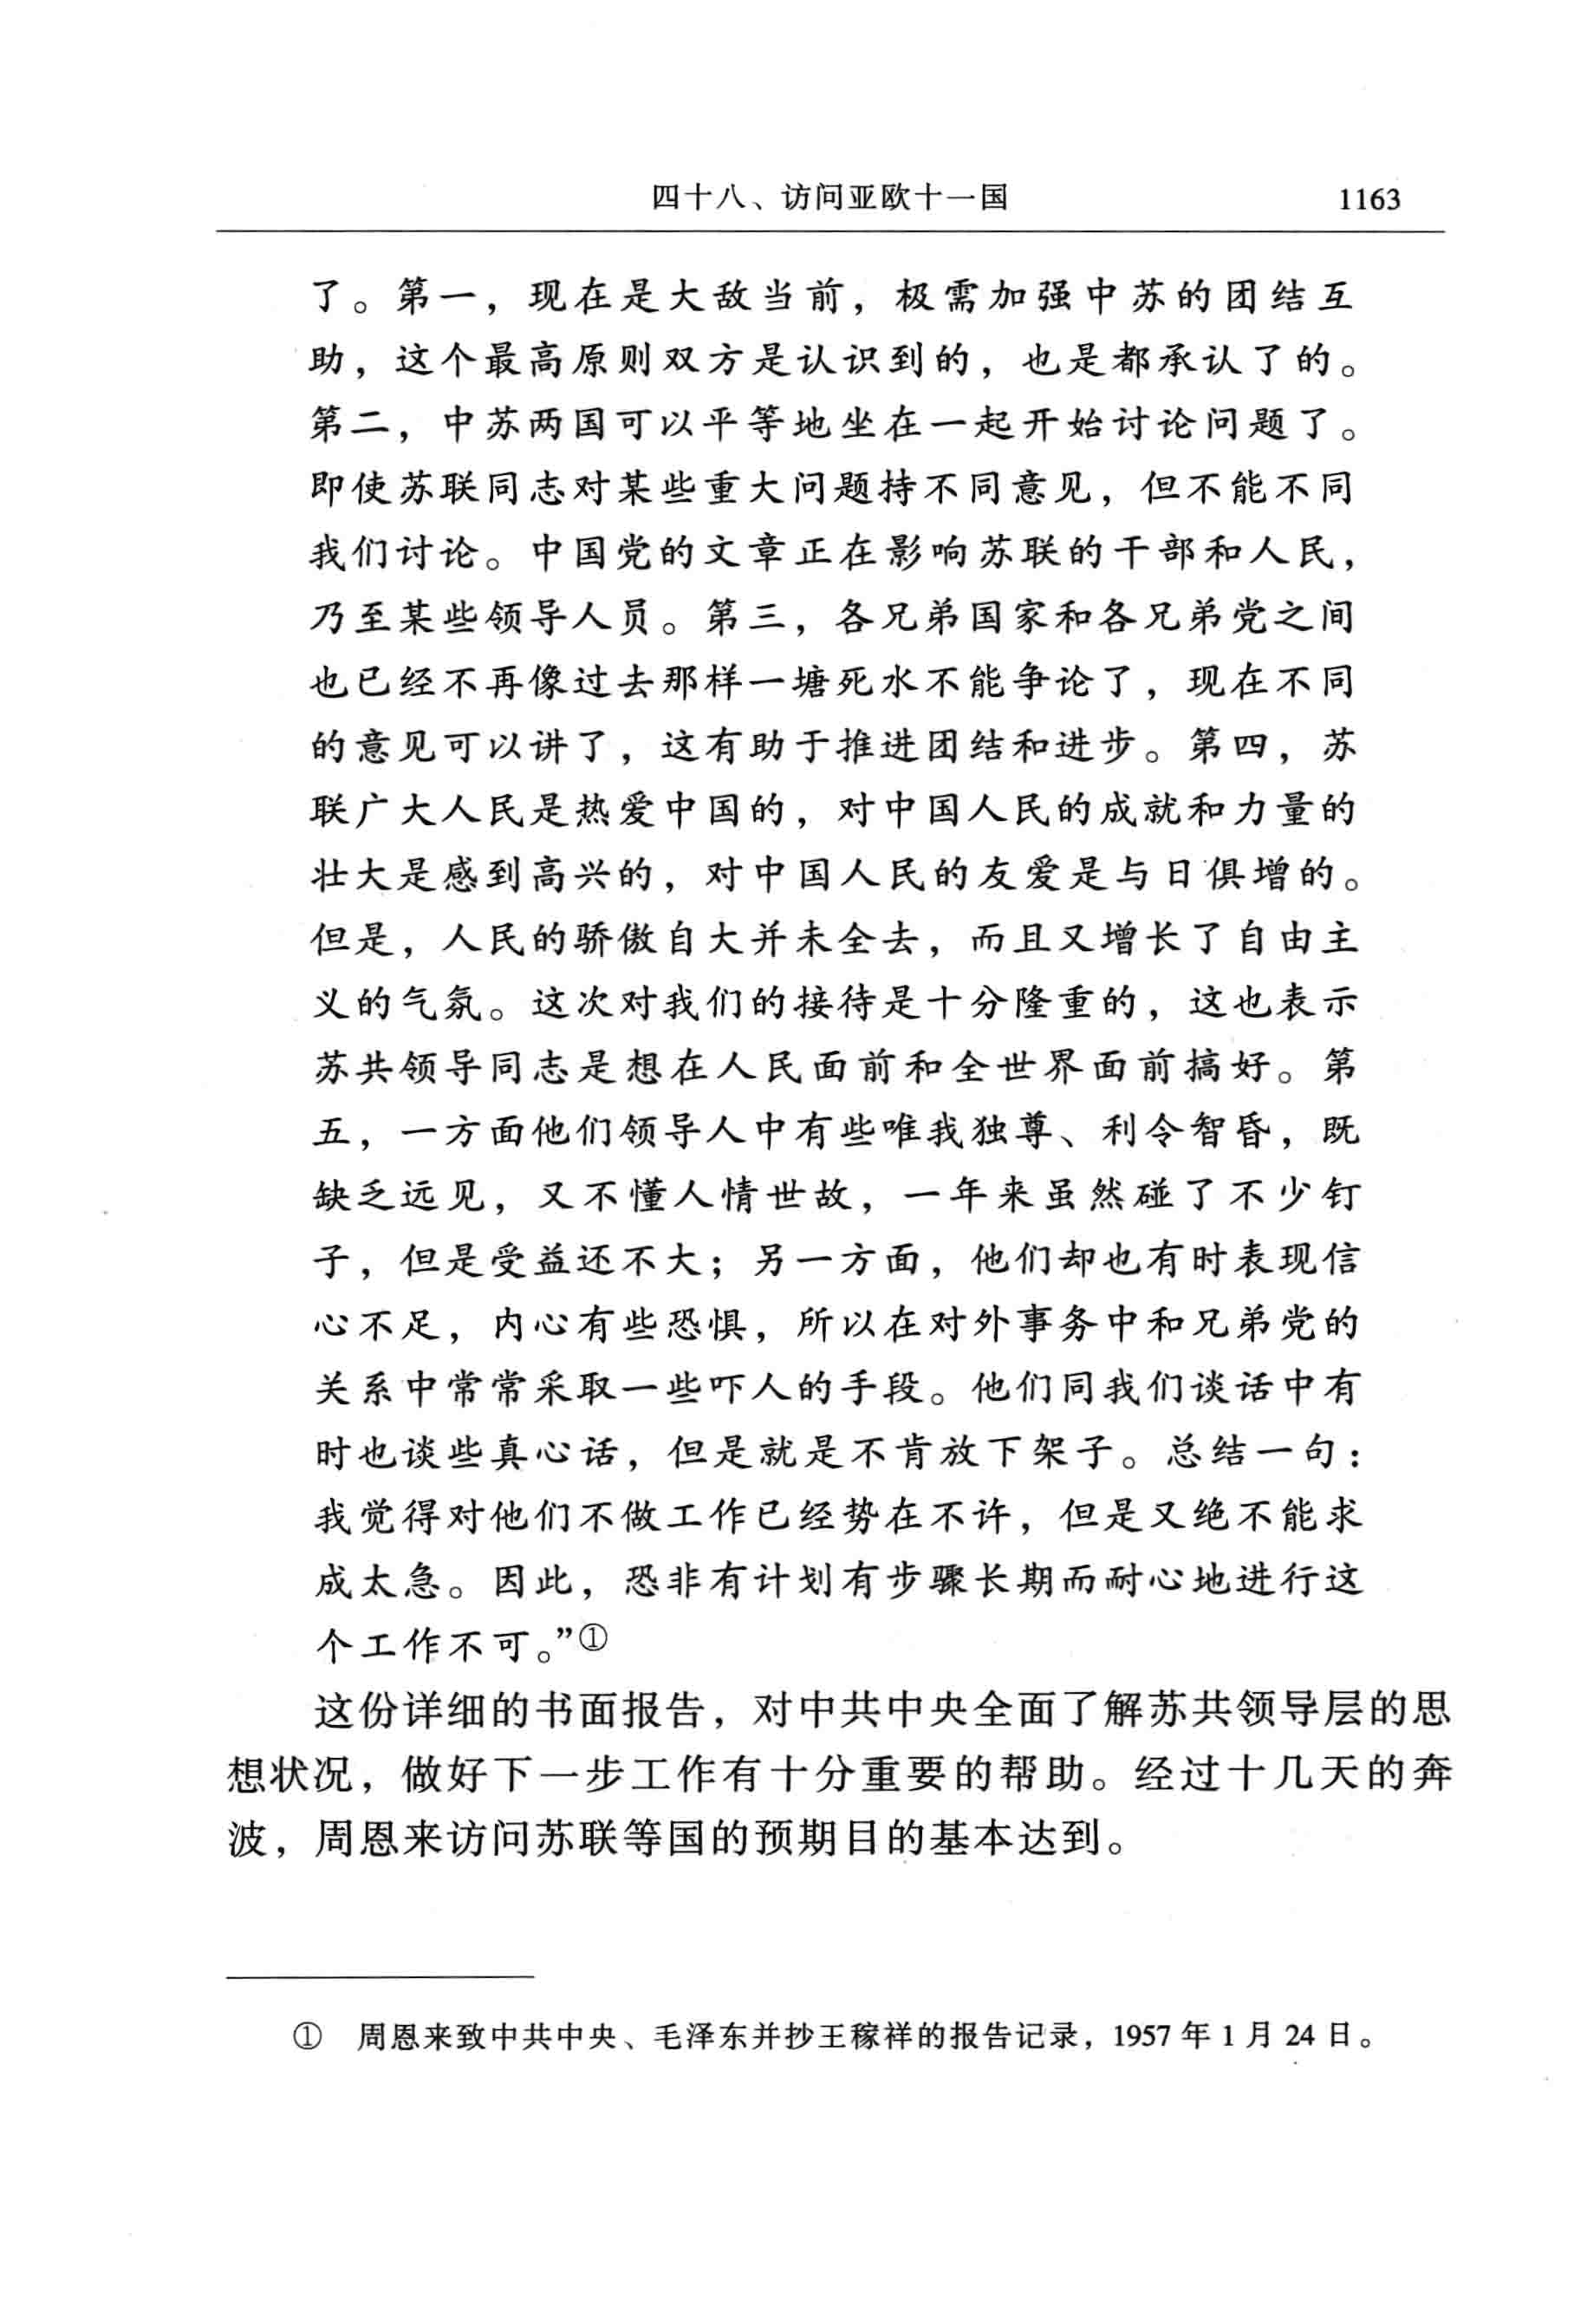 四十八、访问亚欧十一国 1163
了。第一，现在是大敌当前，极需加强中苏的团结互
助，这个最高原则双方是认识到的，也是都承认了的。
第二，中苏两国可以平等地坐在一起开始讨论问题了。
即使苏联同志对某些重大问题持不同意见，但不能不同
我们讨论。中国党的文章正在影响苏联的干部和人民，
乃至某些领导人员。第三，各兄弟国家和各兄弟党之间
也已经不再像过去那样一塘死水不能争论了，现在不同
的意见可以讲了，这有助于推进团结和进步。第四，苏
联广大人民是热爱中国的，对中国人民的成就和力量的
壮大是感到高兴的，对中国人民的友爱是与日俱增的。
但是，人民的骄傲自大并未全去，而且又增长了自由主
义的气氛。这次对我们的接待是十分隆重的，这也表示
苏共领导同志是想在人民面前和全世界面前搞好。第
五，一方面他们领导人中有些唯我独尊、利令智昏，既
缺乏远见，又不懂人情世故，一年来虽然碰了不少钉
子，但是受益还不大；另一方面，他们却也有时表现信
心不足，内心有些恐惧，所以在对外事务中和兄弟党的
关系中常常采取一些吓人的手段。他们同我们谈话中有
时也谈些真心话，但是就是不肯放下架子。总结一句：
我觉得对他们不做工作已经势在不许，但是又绝不能求
成太急。因此，恐非有计划有步骤长期而耐心地进行这
个工作不可。”①
这份详细的书面报告，对中共中央全面了解苏共领导层的思
想状况，做好下一步工作有十分重要的帮助。经过十几天的奔
波，周恩来访问苏联等国的预期目的基本达到。
① 周恩来致中共中央、毛泽东并抄王稼祥的报告记录，1957 年 1 月 24 日。